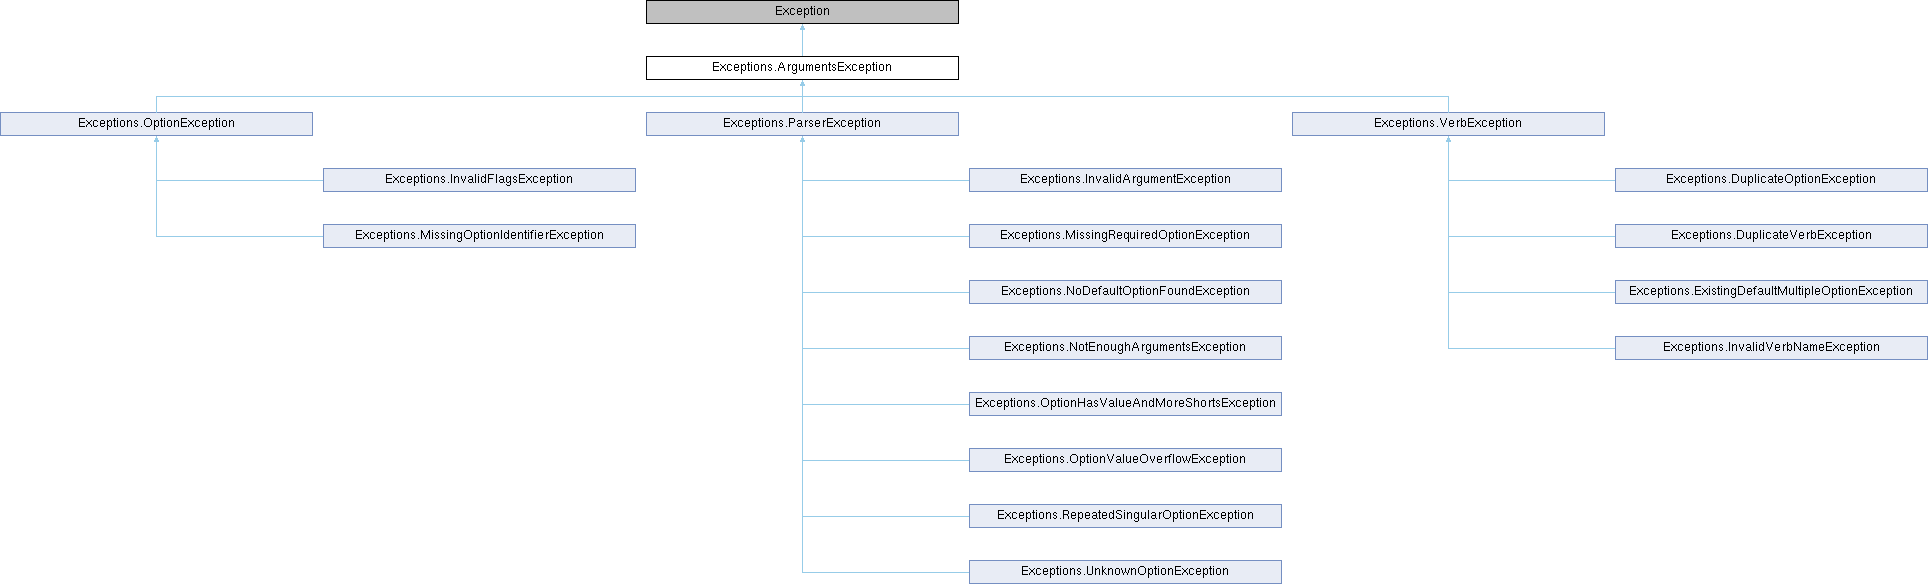 Exception
Exceptions.ArgumentsException
Exceptions.OptionException
Exceptions.ParserException
Exceptions.VerbException
Exceptions.InvalidFlagsException
Exceptions.InvalidArgumentException
Exceptions.DuplicateOptionException
Exceptions.MissingOptionIdentifierException
Exceptions.MissingRequiredOptionException
Exceptions.DuplicateVerbException
Exceptions.NoDefaultOptionFoundException
Exceptions.ExistingDefaultMultipleOptionException
Exceptions.NotEnoughArgumentsException
Exceptions.InvalidVerbNameException
Exceptions.OptionHasValueAndMoreShortsException
Exceptions.OptionValueOverflowException
Exceptions.RepeatedSingularOptionException
Exceptions.UnknownOptionException